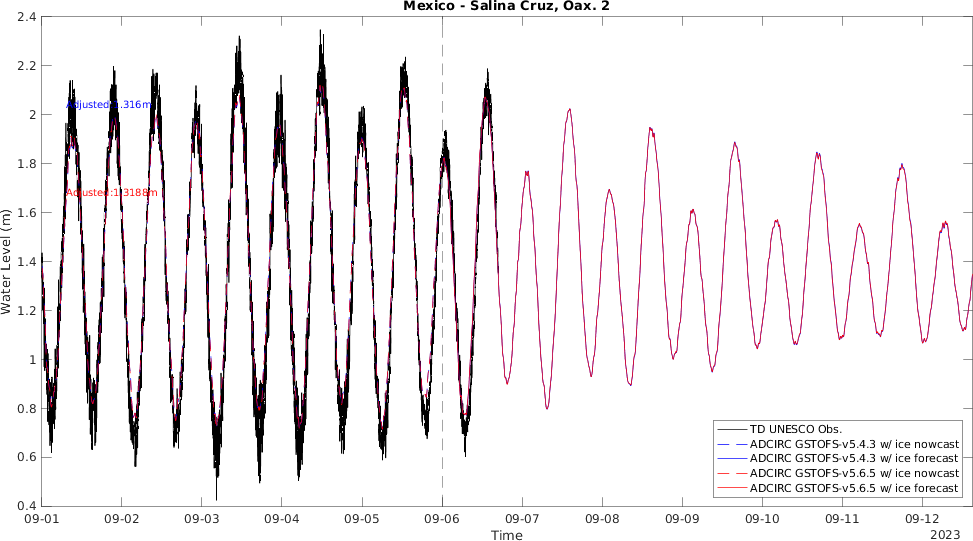 Mexico - Salina Cruz, Oax. 2
2.4
2.2
2
1.8
1.6
1.4
1.2
1
0.8
0.6
0.4
Water Level (m)
Adjusted:1.316m
Adjusted:1.3188m
TD UNESCO Obs.
ADCIRC GSTOFS-v5.4.3 w/ ice nowcast
ADCIRC GSTOFS-v5.4.3 w/ ice forecast
ADCIRC GSTOFS-v5.6.5 w/ ice nowcast
ADCIRC GSTOFS-v5.6.5 w/ ice forecast
09-01 09-02 09-03 09-04 09-05 09-06 09-07 09-08 09-09 09-10 09-11 09-12
Time
2023